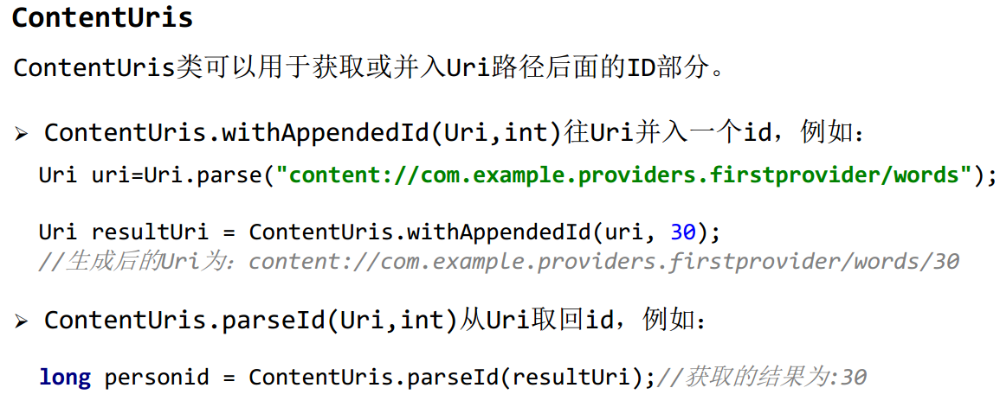 ContentUris
ContentUris类可以用于获取或并入Uri路径后面的ID部分。
➢ ContentUris.withAppendedId(Uri,int)往Uri并入一个id，例如：
Uri uri=Uri.parse("content://com.example.providers.firstprovider/words");
Uri resultUri = ContentUris.withAppendedId(uri, 30);
//生成后的Uri为：content://com.example.providers.firstprovider/words/30
➢ ContentUris.parseId(Uri,int)从Uri取回id，例如：
long personid = ContentUris.parseId(resultUri);//获取的结果为:30